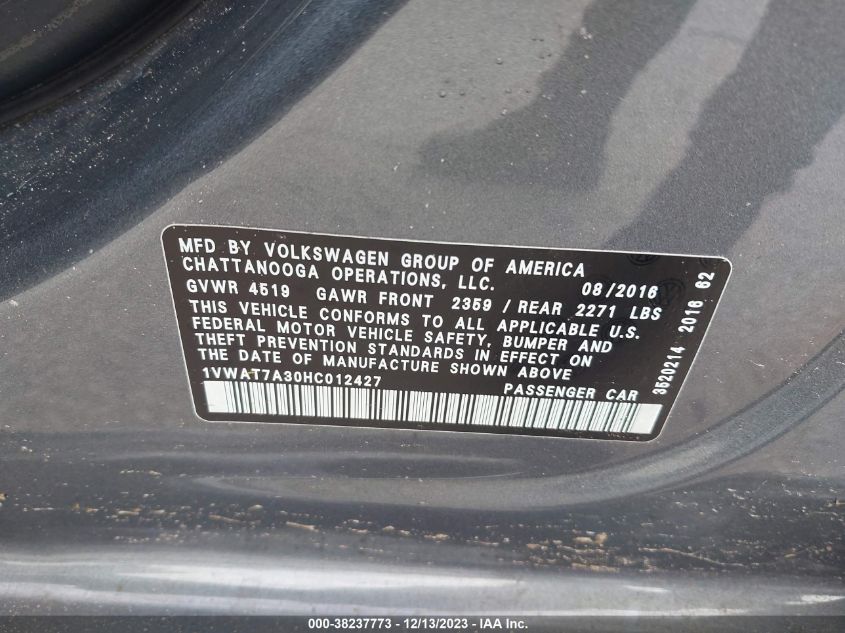 MFD BY VOLKSWAGEN GROUP OF AMERICA
CHATTANOOGA OPERATIONS, LLC. 08/2016
GVWR 4519 GAWR FRONT 2359 / REAR 2271 LBS
THIS VEHICLE CONFORMS TO ALL APPLICABLE U.S.
FEDERAL MOTOR VEHICLE SAFETY, BUMPER AND
THEFT PREVENTION STANDARDS IN EFFECT ON
THE DATE OF MANUFACTURE SHOWN ABOVE
1VWAT7A30HC012427 PASSENGER CAR
3520214 2016 62
000-38237773 - 12/13/2023 - IAA Inc.